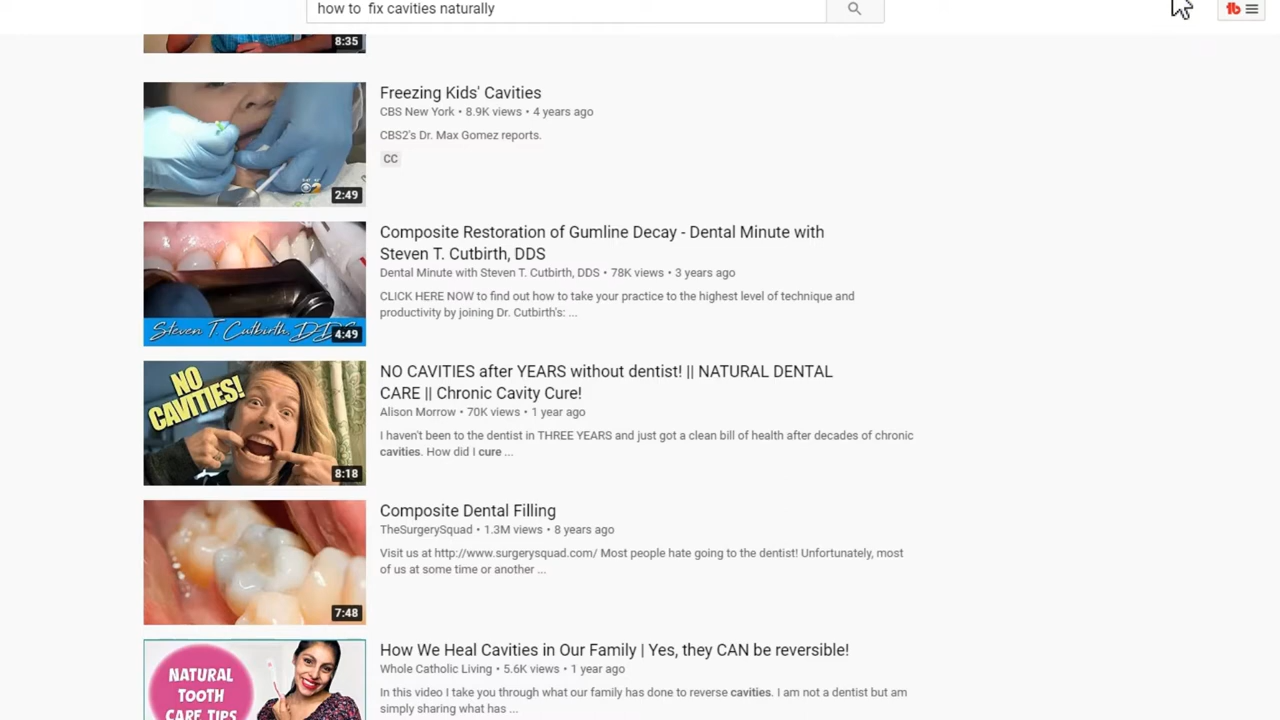 how to  fix cavities naturally
8:35
Freezing Kids' Cavities
CBS New York • 8.9K views • 4 years ago
CBS2's Dr. Max Gomez reports.
CC
2:49
Composite Restoration of Gumline Decay - Dental Minute with
Steven T. Cutbirth, DDS
Dental Minute with Steven T. Cutbirth, DDS • 78K views • 3 years ago
CLICK HERE NOW to find out how to take your practice to the highest level of technique and
productivity by joining Dr. Cutbirth's: ...
Steven T. Cutbirth, DDS
4:49
NO CAVITIES after YEARS without dentist! || NATURAL DENTAL
CARE || Chronic Cavity Cure!
Alison Morrow • 70K views • 1 year ago
I haven't been to the dentist in THREE YEARS and just got a clean bill of health after decades of chronic
cavities. How did I cure ...
NO
CAVITIES!
8:18
Composite Dental Filling
TheSurgerySquad • 1.3M views • 8 years ago
Visit us at http://www.surgerysquad.com/ Most people hate going to the dentist! Unfortunately, most
of us at some time or another ...
7:48
How We Heal Cavities in Our Family | Yes, they CAN be reversible!
Whole Catholic Living • 5.6K views • 1 year ago
In this video I take you through what our family has done to reverse cavities. I am not a dentist but am
simply sharing what has ...
NATURAL
TOOTH
CARE TIPS